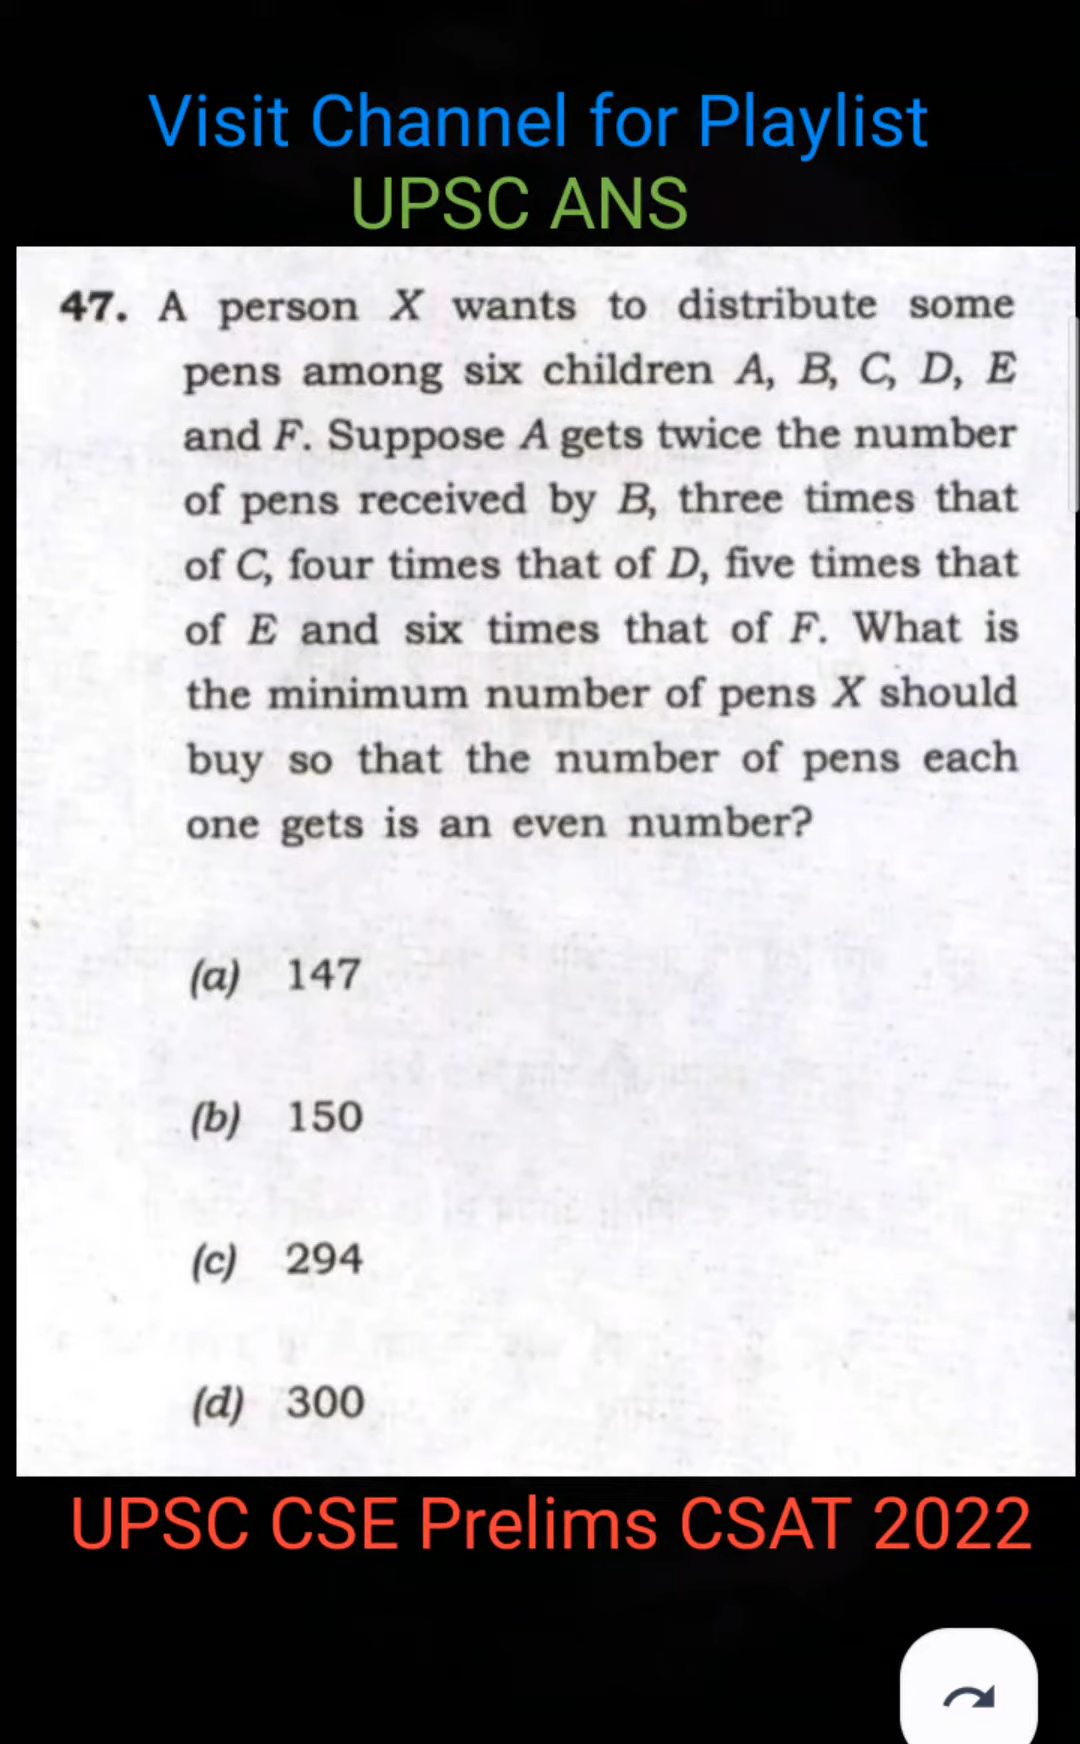 Visit Channel for Playlist
UPSC ANS
47. A person X wants to distribute some
pens among six children A, B, C, D, E
and F. Suppose A gets twice the number
of pens received by B, three times that
of C, four times that of D, five times that
of E and six times that of F. What is
the minimum number of pens X should
buy so that the number of pens each
one gets is an even number?
(a) 147
(b) 150
(c) 294
(d) 300
UPSC CSE Prelims CSAT 2022